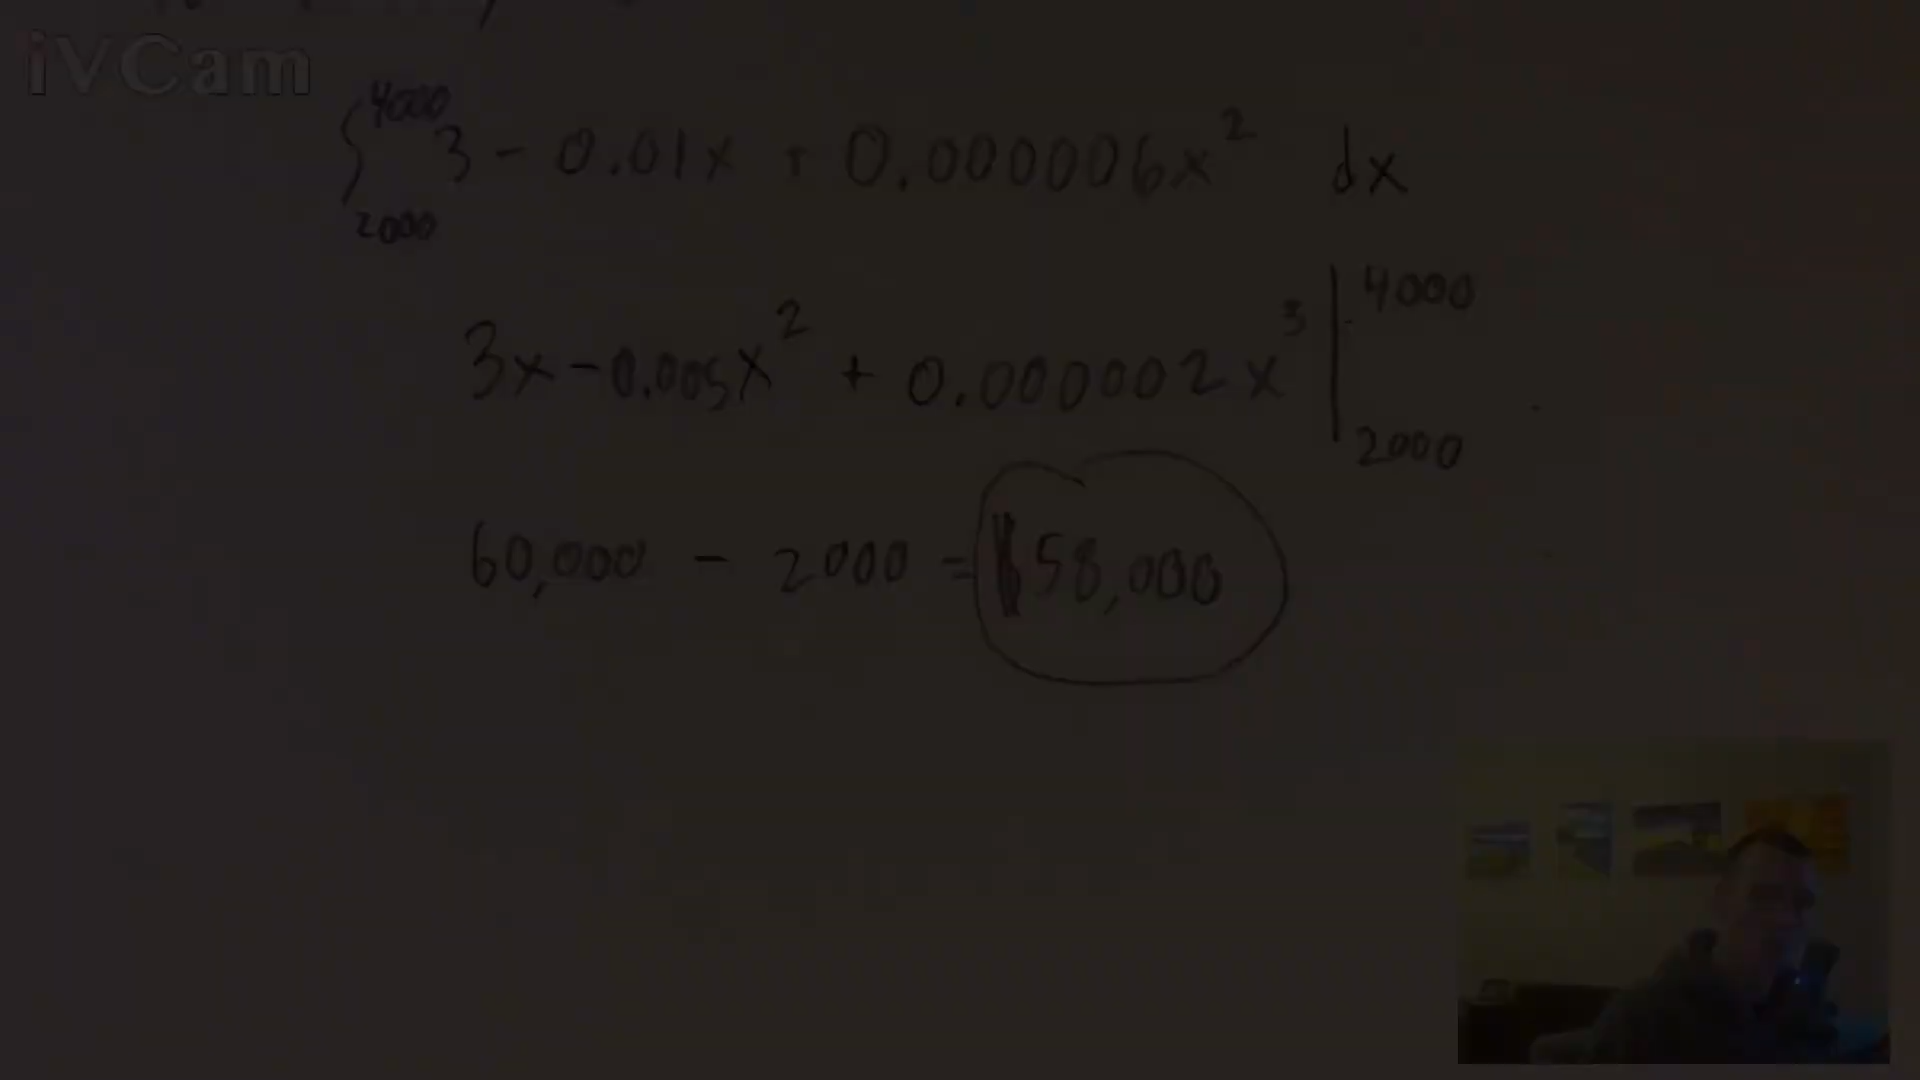 iVCam
∫ 4000 2000 3 - 0.01x + 0.000006x² dx
3x - 0.005x² + 0.000002x³ | 4000 2000
60,000 - 2000 = $58,000